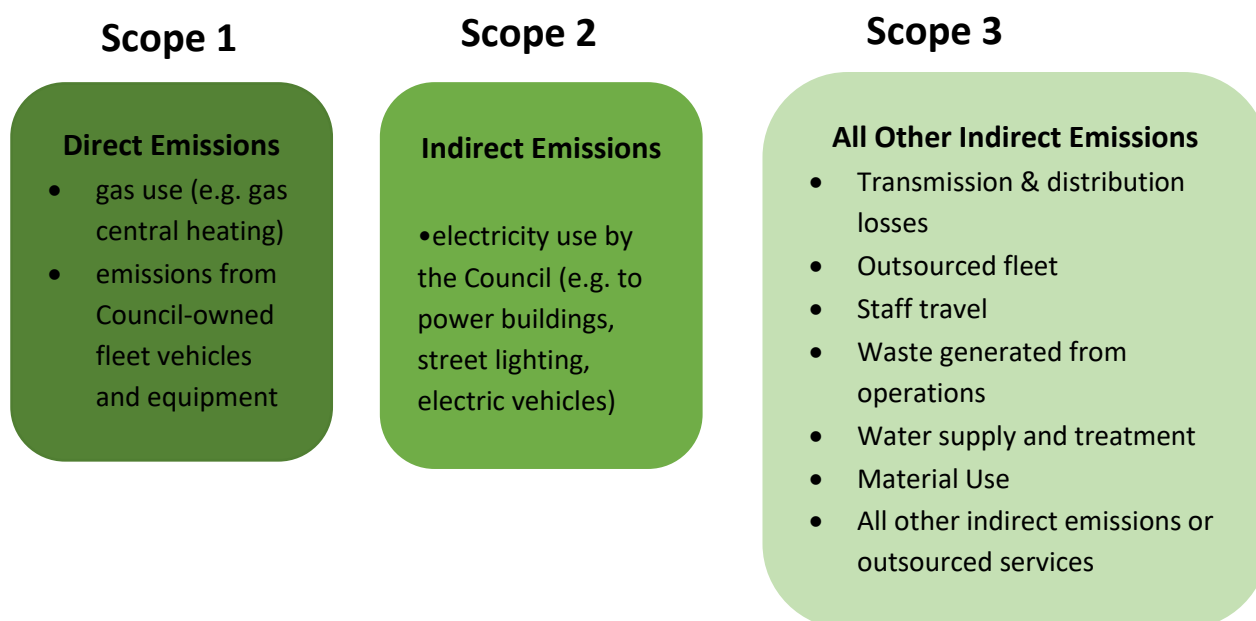 Scope 1
Direct Emissions
• gas use (e.g. gas
central heating)
• emissions from
Council-owned
fleet vehicles
and equipment
Scope 2
Indirect Emissions
•electricity use by
the Council (e.g. to
power buildings,
street lighting,
electric vehicles)
Scope 3
All Other Indirect Emissions
• Transmission & distribution
losses
• Outsourced fleet
• Staff travel
• Waste generated from
operations
• Water supply and treatment
• Material Use
• All other indirect emissions or
outsourced services